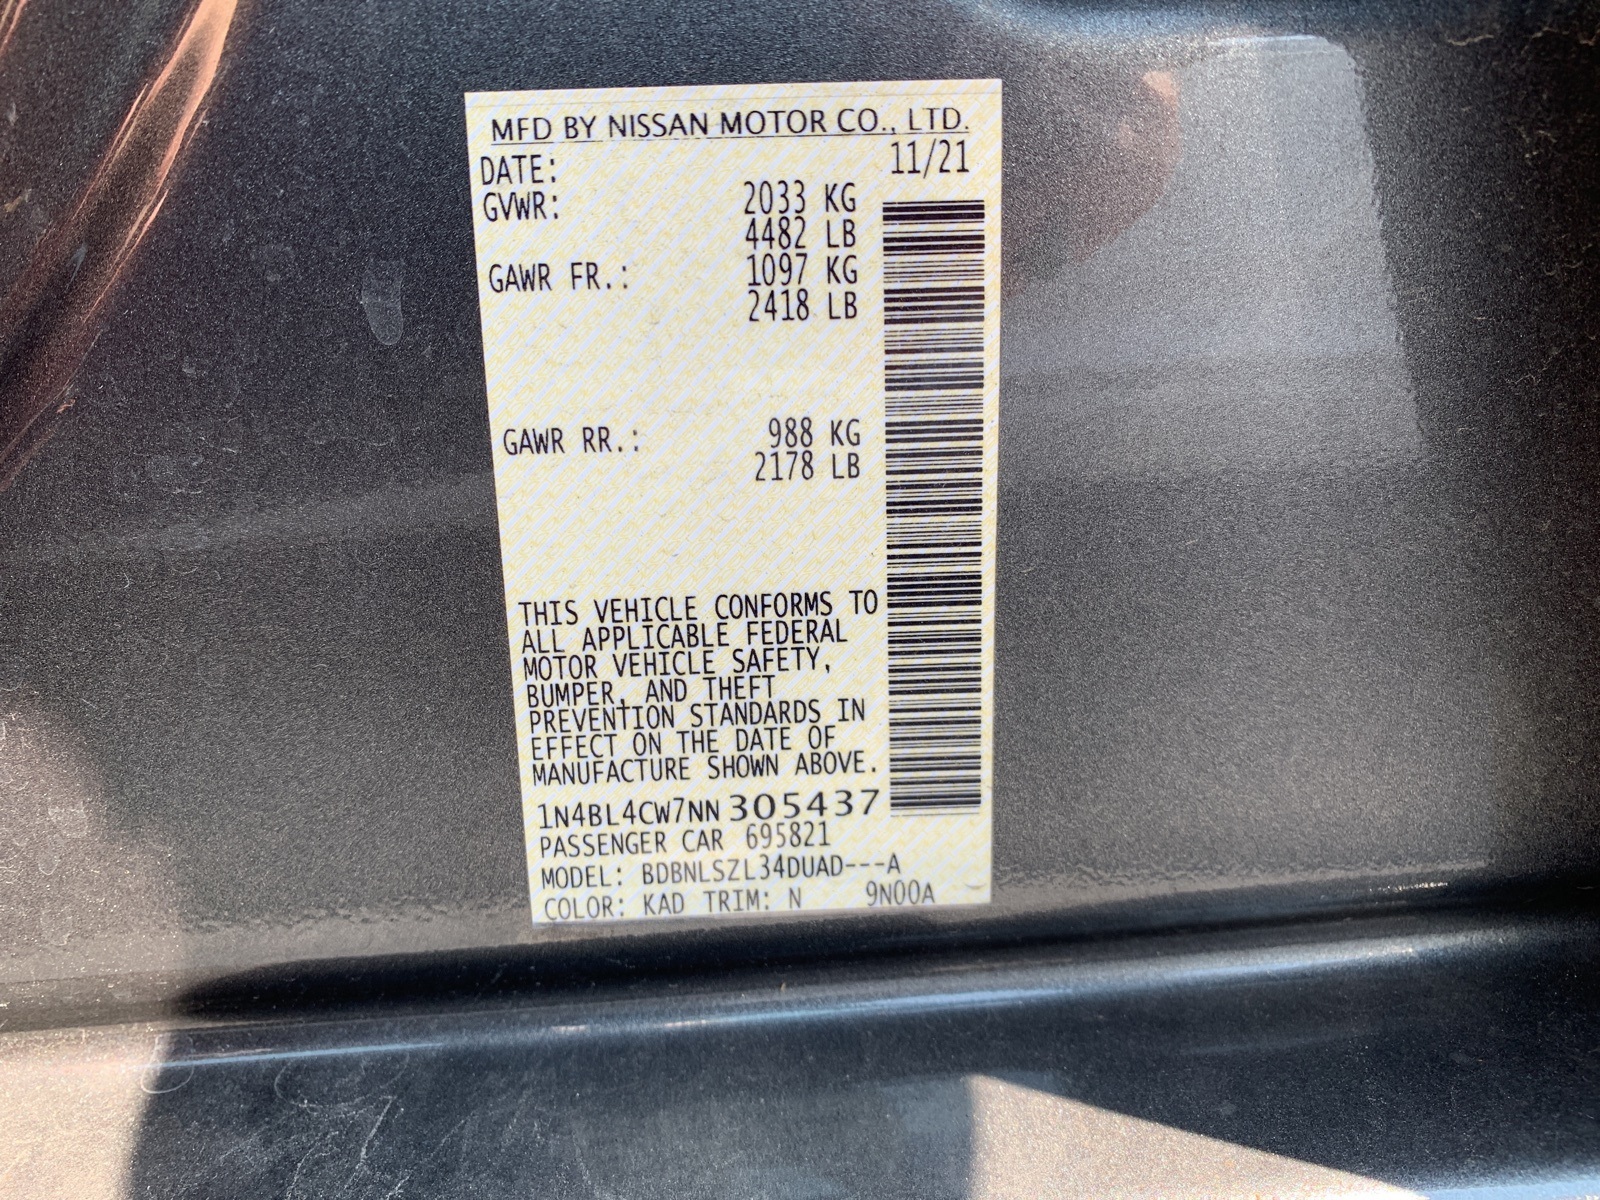 MFD BY NISSAN MOTOR CO., LTD.
DATE: 11/21
GVWR: 2033 KG
4482 LB
GAWR FR.: 1097 KG
2418 LB
GAWR RR.: 988 KG
2178 LB
THIS VEHICLE CONFORMS TO
ALL APPLICABLE FEDERAL
MOTOR VEHICLE SAFETY,
BUMPER, AND THEFT
PREVENTION STANDARDS IN
EFFECT ON THE DATE OF
MANUFACTURE SHOWN ABOVE.
1N4BL4CW7NN305437
PASSENGER CAR 695821
MODEL: BDBNLSZL34DUAD---A
COLOR: KAD TRIM: N 9N00A